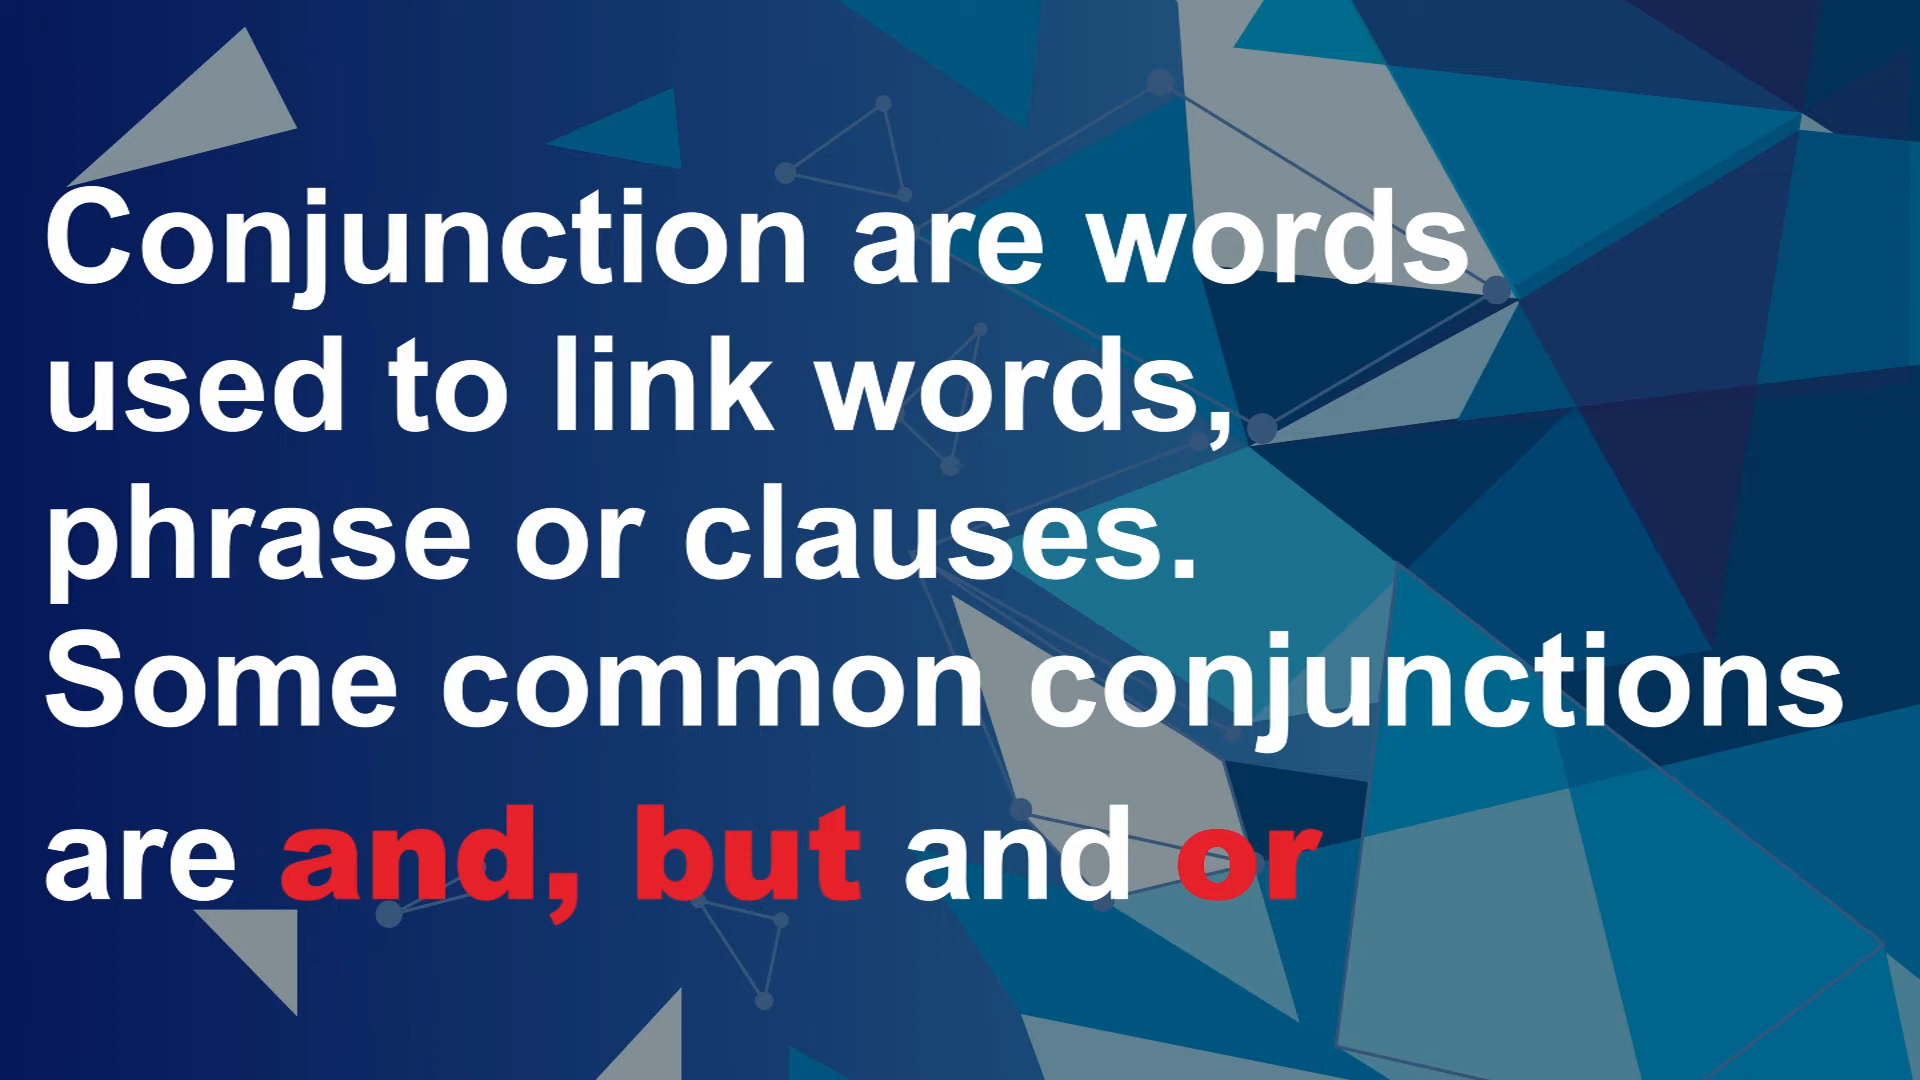 Conjunction are words
used to link words,
phrase or clauses.
Some common conjunctions
are and, but and or